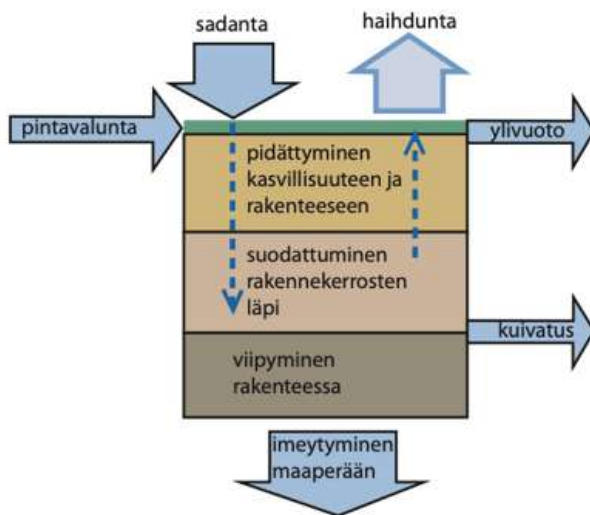 sadanta
haihdunta
pintavalunta
ylivuoto
pidättyminen
kasvillisuuteen ja
rakenteeseen
suodattuminen
rakennekerrosten
läpi
kuivatus
viipyminen
rakenteessa
imeytyminen
maaperään